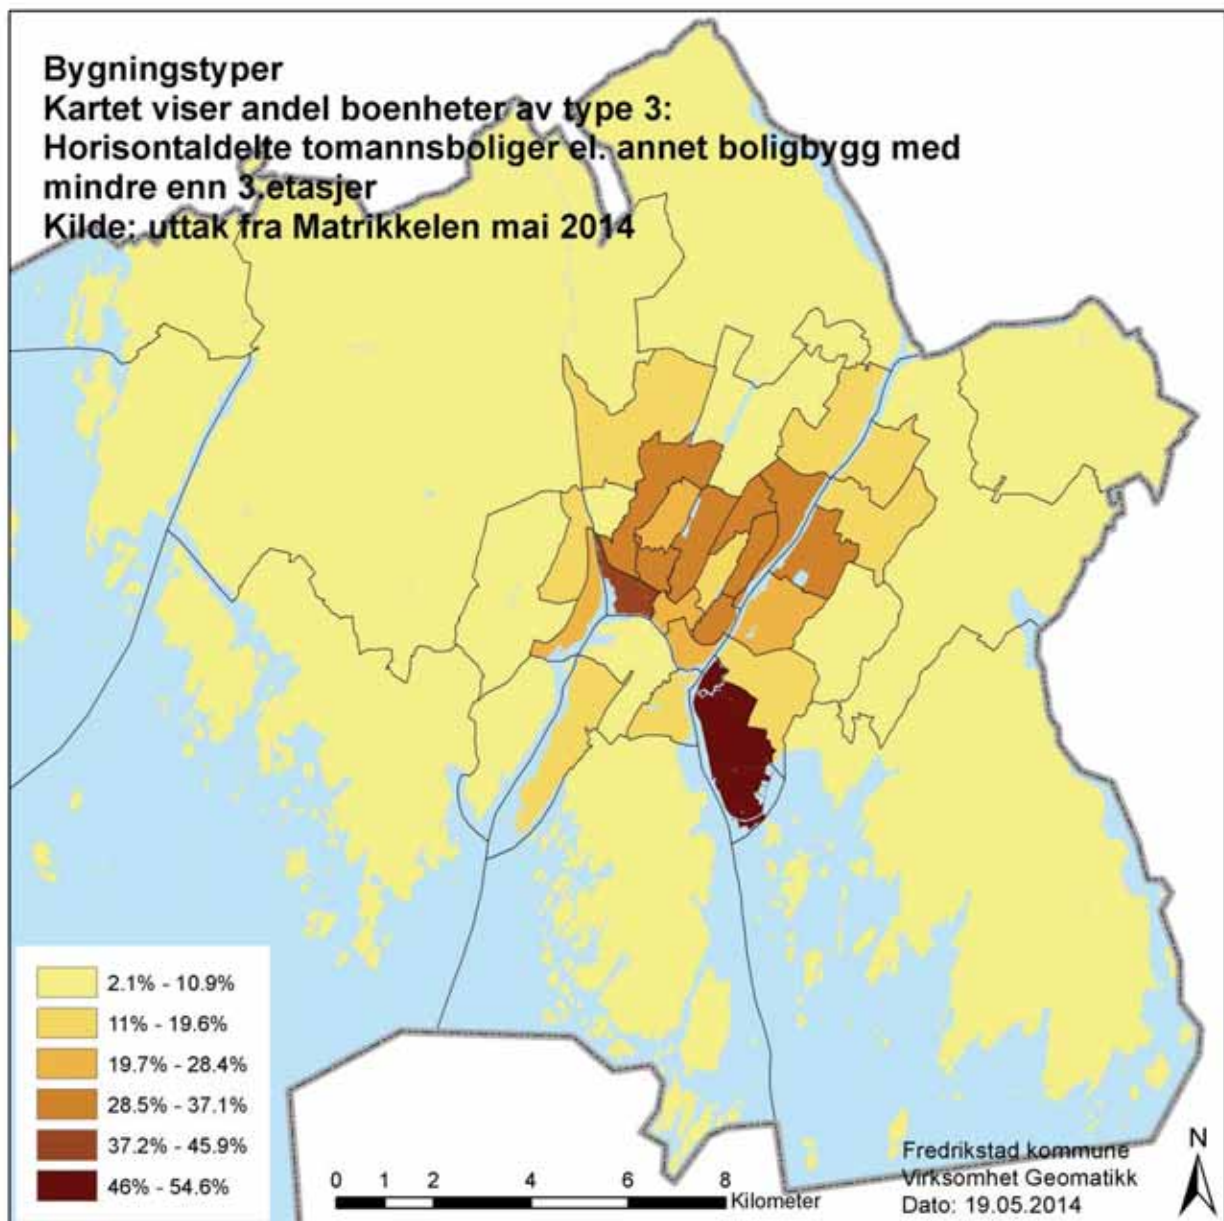 Bygningstyper
Kartet viser andel boenheter av type 3:
Horisontaldelte tomannsboliger el. annet boligbygg med
mindre enn 3.etasjer
Kilde: uttak fra Matrikkelen mai 2014
2.1% - 10.9%
11% - 19.6%
19.7% - 28.4%
28.5% - 37.1%
37.2% - 45.9%
46% - 54.6%
0 1 2 4 6 8
Kilometer
Fredrikstad kommune
Virksomhet Geomatikk
Dato: 19.05.2014
N